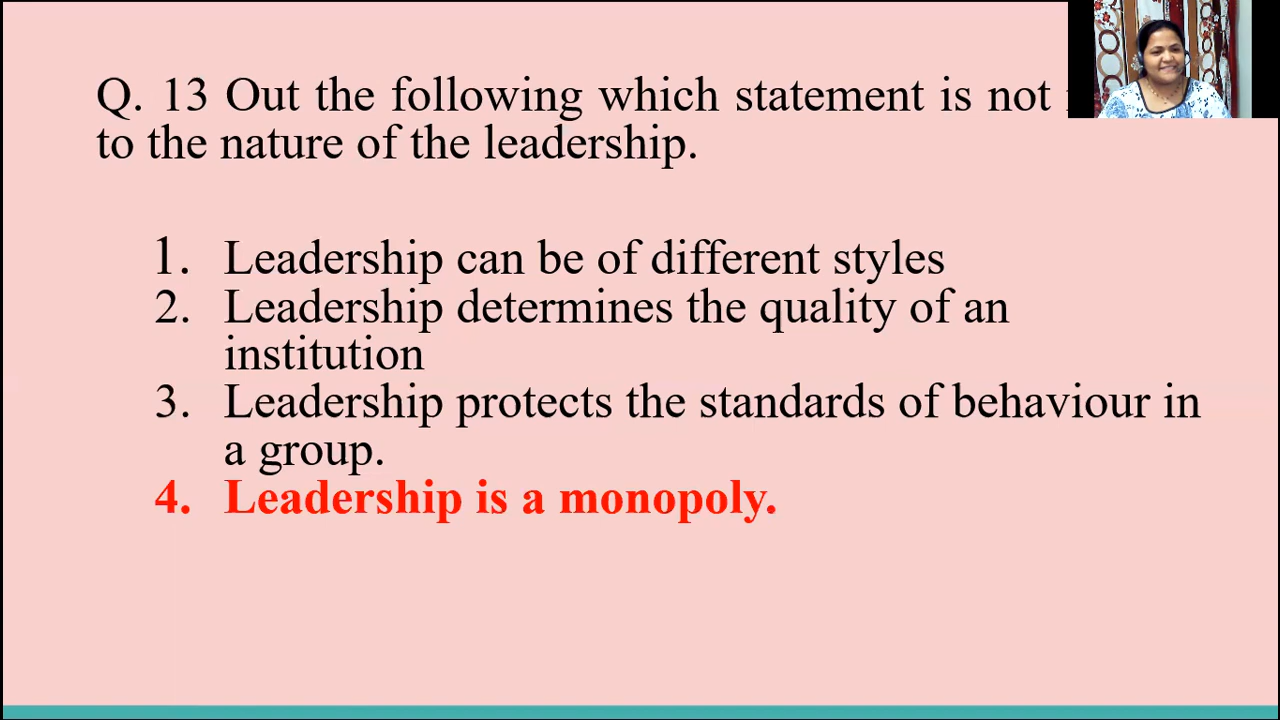 Q. 13 Out the following which statement is not
to the nature of the leadership.
1. Leadership can be of different styles
2. Leadership determines the quality of an
institution
3. Leadership protects the standards of behaviour in
a group.
4. Leadership is a monopoly.